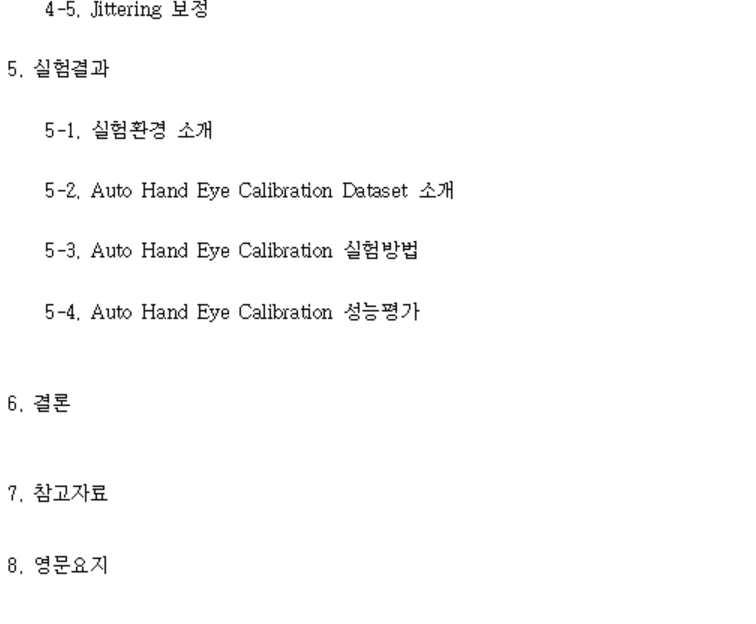 4-5. Jittering 보정
5. 실험결과
5-1. 실험환경 소개
5-2. Auto Hand Eye Calibration Dataset 소개
5-3. Auto Hand Eye Calibration 실험방법
5-4. Auto Hand Eye Calibration 성능평가
6. 결론
7. 참고자료
8. 영문요지